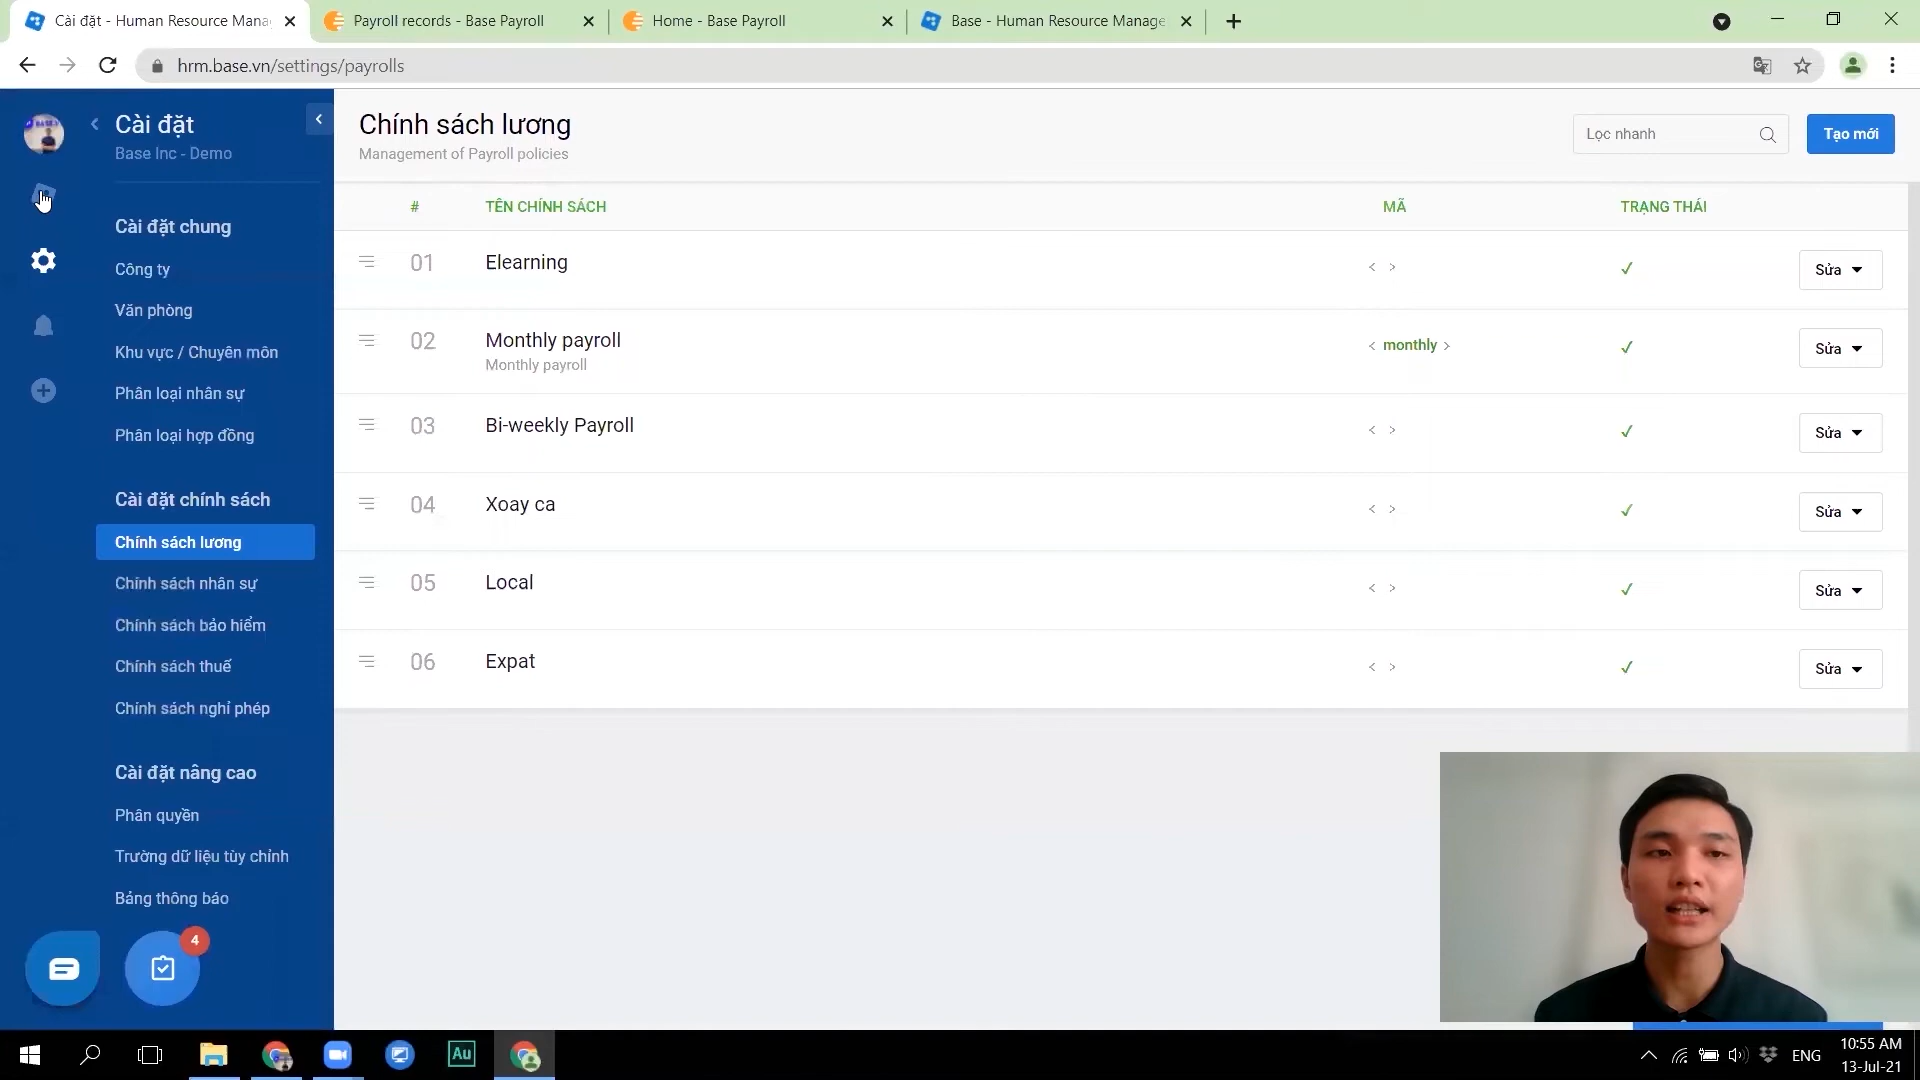 Cài đặt - Human Resource Mana
Payroll records - Base Payroll
Home - Base Payroll
Base - Human Resource Manage
hrm.base.vn/settings/payrolls
Cài đặt
Base Inc - Demo
Cài đặt chung
Công ty
Văn phòng
Khu vực / Chuyên môn
Phân loại nhân sự
Phân loại hợp đồng
Cài đặt chính sách
Chính sách lương
Chính sách nhân sự
Chính sách bảo hiểm
Chính sách thuế
Chính sách nghỉ phép
Cài đặt nâng cao
Phân quyền
Trường dữ liệu tùy chỉnh
Bảng thông báo
4
Chính sách lương
Management of Payroll policies
Lọc nhanh
Tạo mới
# TÊN CHÍNH SÁCH MÃ TRẠNG THÁI
01 Elearning < > ✓ Sửa
02 Monthly payroll < monthly > ✓ Sửa
Monthly payroll
03 Bi-weekly Payroll < > ✓ Sửa
04 Xoay ca < > ✓ Sửa
05 Local < > ✓ Sửa
06 Expat < > ✓ Sửa
Au
ENG
10:55 AM
13-Jul-21